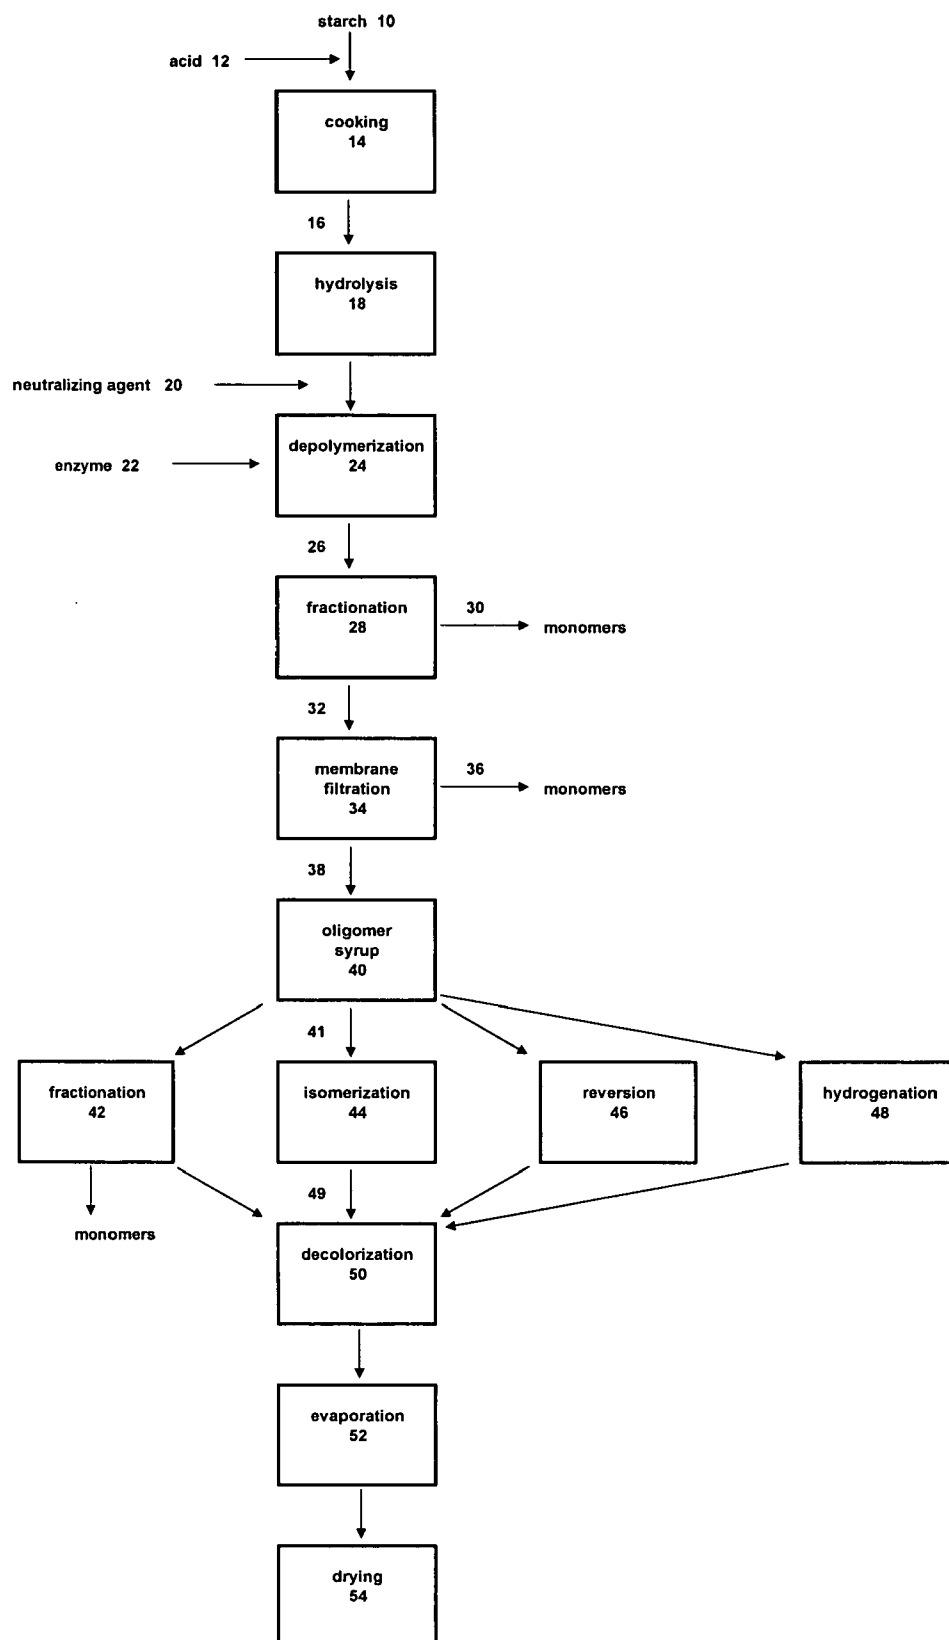 starch 10
acid 12
cooking
14
16
hydrolysis
18
neutralizing agent 20
depolymerization
24
enzyme 22
26
fractionation
28
30
monomers
32
membrane
filtration
34
36
monomers
38
oligomer
syrup
40
41
fractionation
42
isomerization
44
reversion
46
hydrogenation
48
49
monomers
decolorization
50
evaporation
52
drying
54